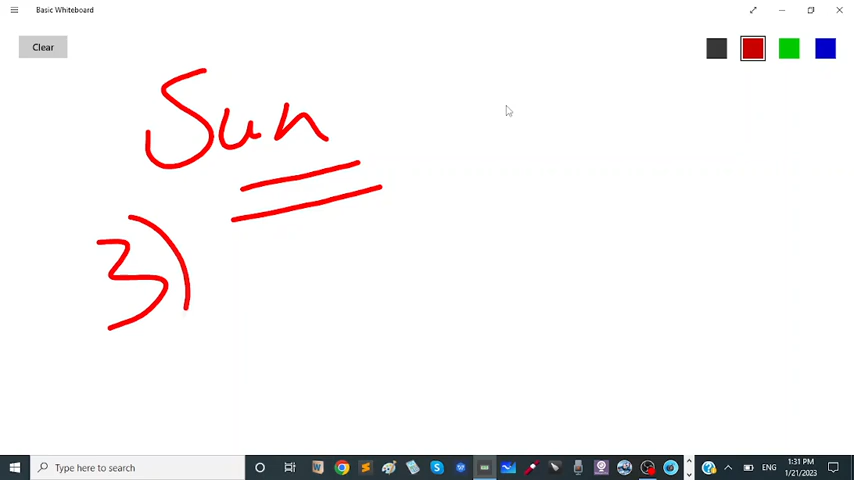 Basic Whiteboard
Clear
Sun
3)
Type here to search
ENG
1:31 PM
1/21/2023